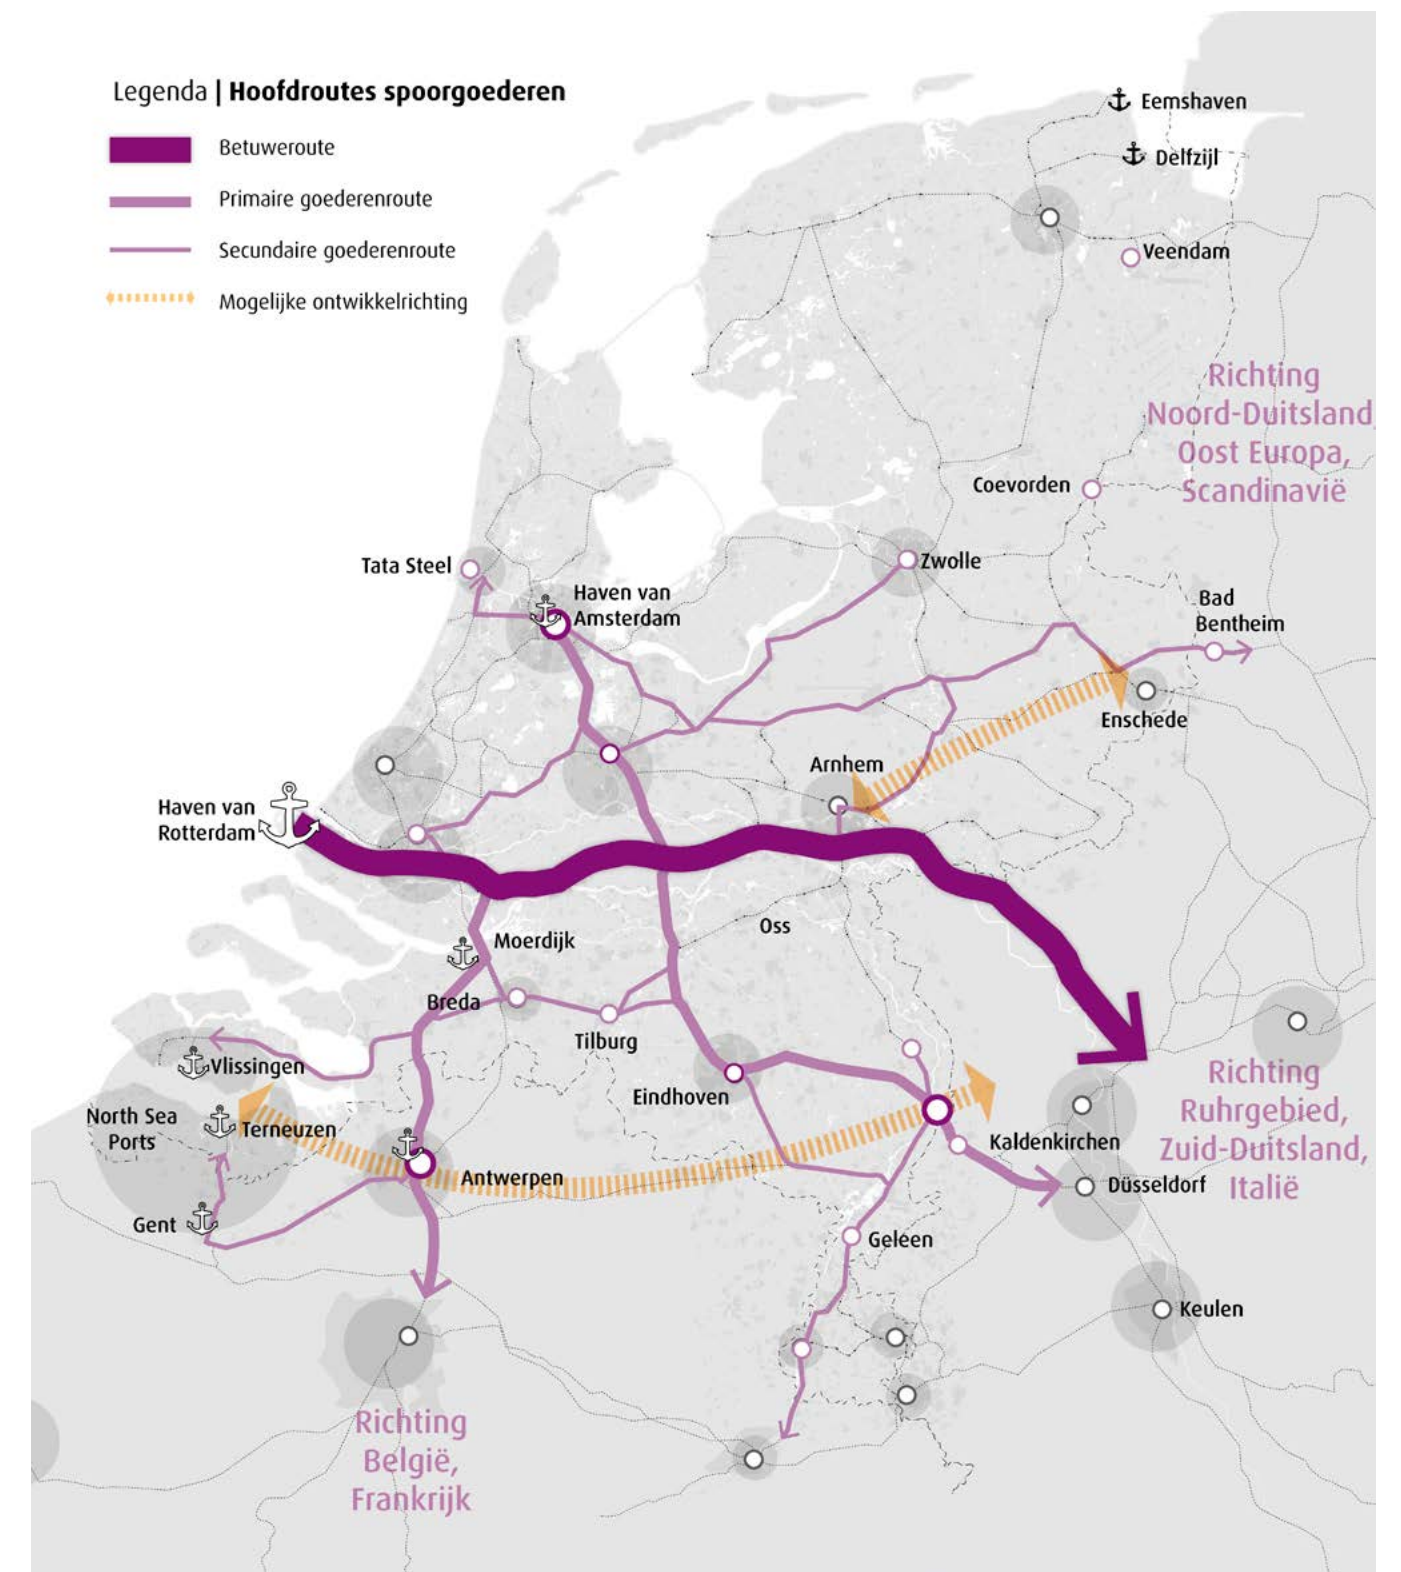 Legenda | Hoofdroutes spoorgoederen
Betuweroute
Primaire goederenroute
Secundaire goederenroute
Mogelijke ontwikkelrichting
Eemshaven
Delfzijl
Veendam
Richting
Noord-Duitsland,
Oost Europa,
Scandinavië
Coevorden
Tata Steel
Zwolle
Haven van
Amsterdam
Bad
Bentheim
Enschede
Arnhem
Haven van
Rotterdam
Oss
Moerdijk
Breda
Tilburg
Vlissingen
Eindhoven
North Sea
Ports
Terneuzen
Richting
Ruhrgebied,
Zuid-Duitsland,
Italië
Kaldenkirchen
Antwerpen
Düsseldorf
Gent
Geleen
Keulen
Richting
België,
Frankrijk